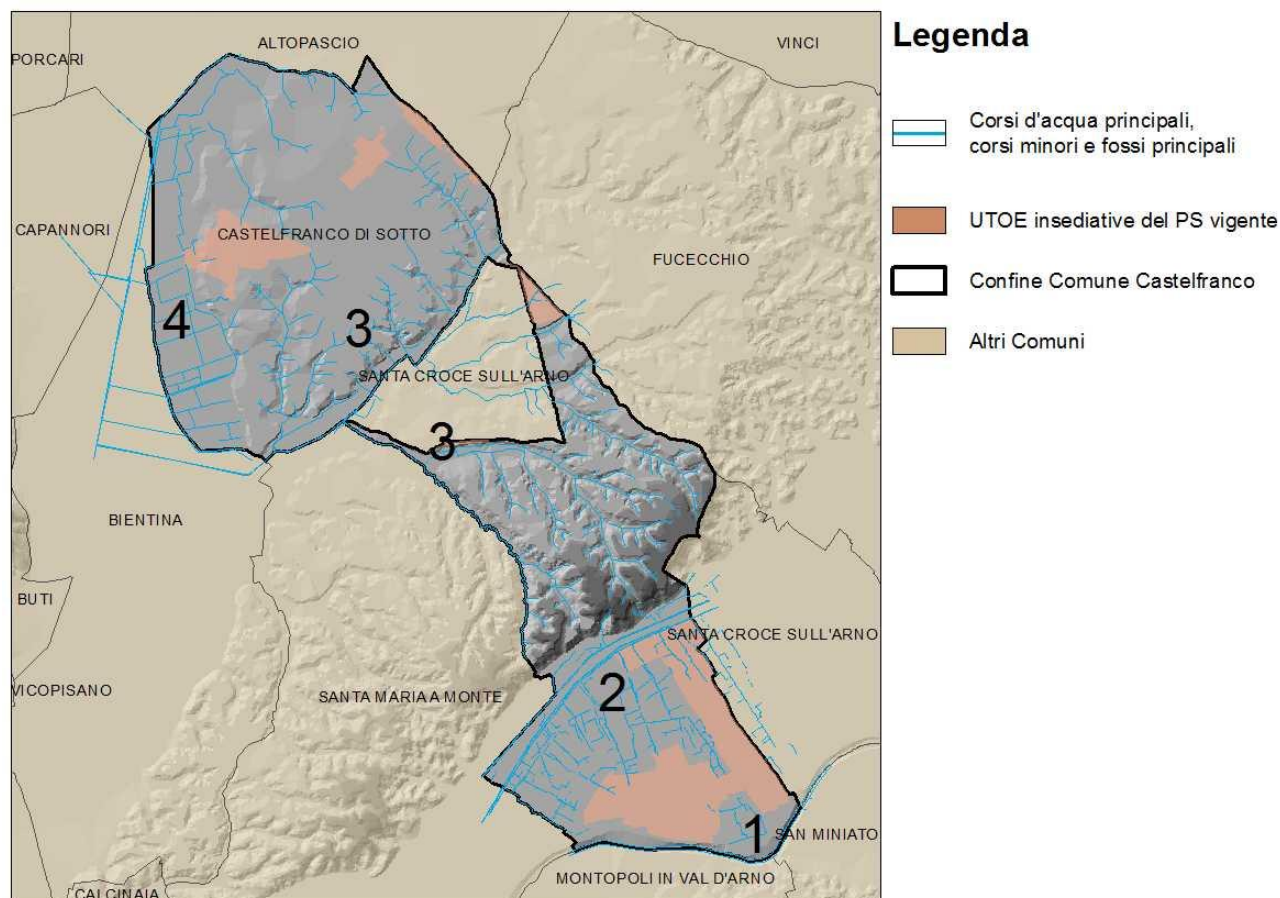 ALTOPASCIO
VINCI
PORCARI
CAPANNORI
CASTELFRANCO DI SOTTO
FUCECCHIO
4
3
SANTA CROCE SULL'ARNO
3
BIENTINA
BUTI
SANTA CROCE SULL'ARNO
VICOPISANO
SANTA MARIA A MONTE
2
1
SAN MINIATO
MONTOPOLI IN VAL D'ARNO
CALCINAIA
Legenda
Corsi d'acqua principali,
corsi minori e fossi principali
UTOE insediative del PS vigente
Confine Comune Castelfranco
Altri Comuni